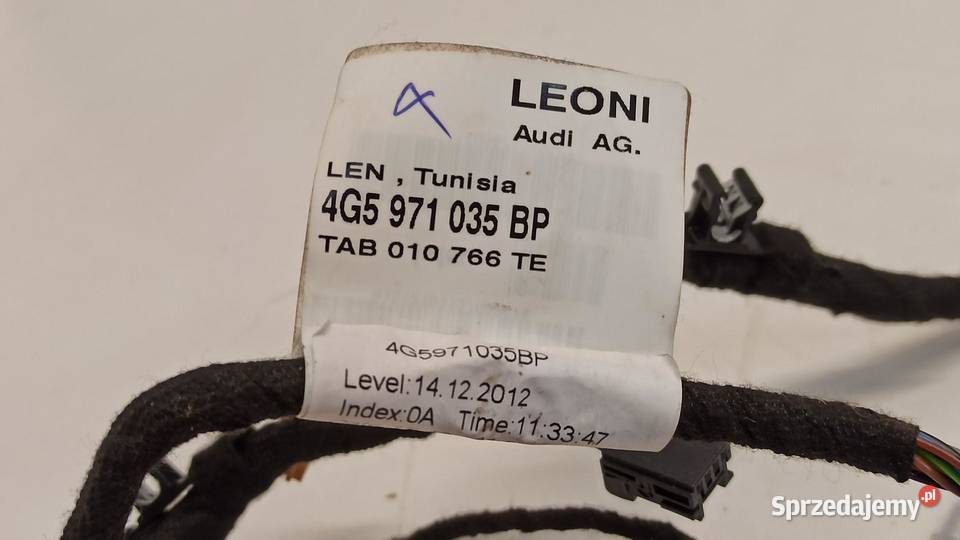 LEONI
Audi AG.
LEN , Tunisia
4G5 971 035 BP
TAB 010 766 TE
4G5971035BP
Level:14.12.2012
Index:0A Time:11:33:47
Sprzedajemy.pl